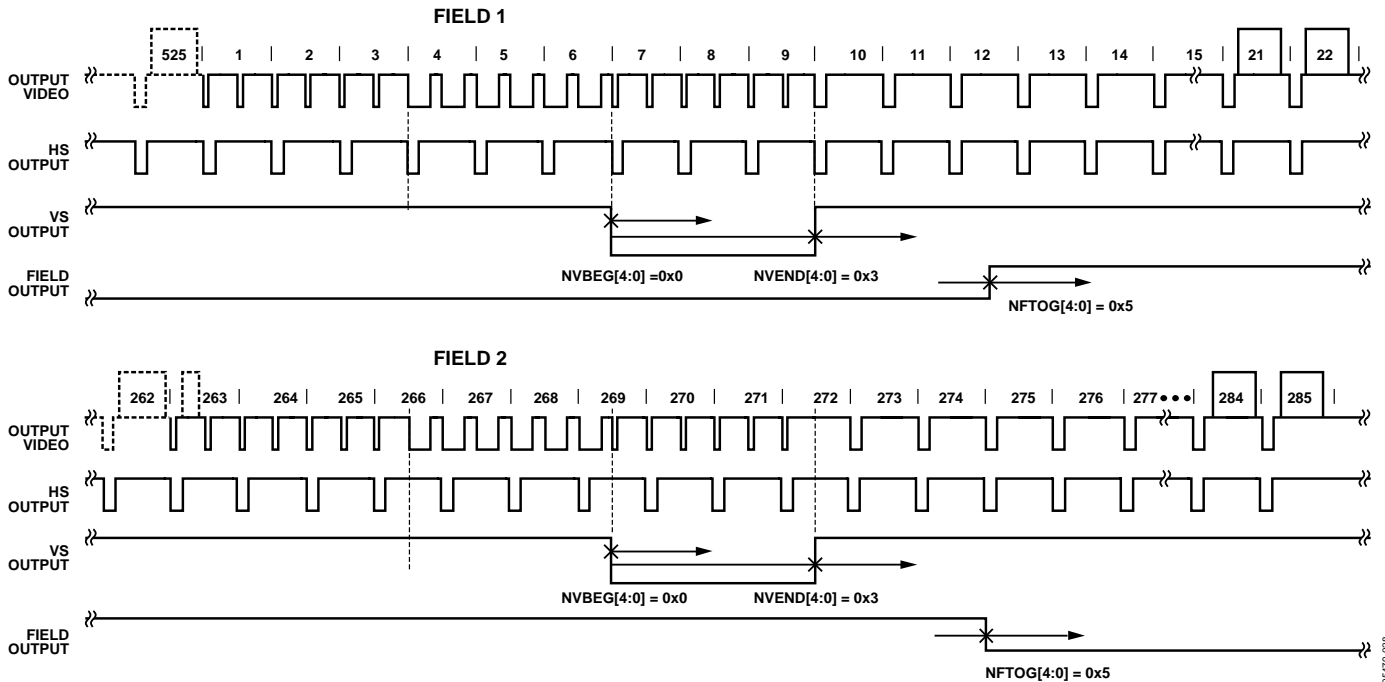 FIELD 1
525 1 2 3 4 5 6 7 8 9 10 11 12 13 14 15 21 22
OUTPUT
VIDEO
HS
OUTPUT
VS
OUTPUT
NVBEG[4:0] =0x0 NVEND[4:0] = 0x3
FIELD
OUTPUT
NFTOG[4:0] = 0x5
FIELD 2
262 263 264 265 266 267 268 269 270 271 272 273 274 275 276 277••• 284 285
OUTPUT
VIDEO
HS
OUTPUT
VS
OUTPUT
NVBEG[4:0] = 0x0 NVEND[4:0] = 0x3
FIELD
OUTPUT
NFTOG[4:0] = 0x5